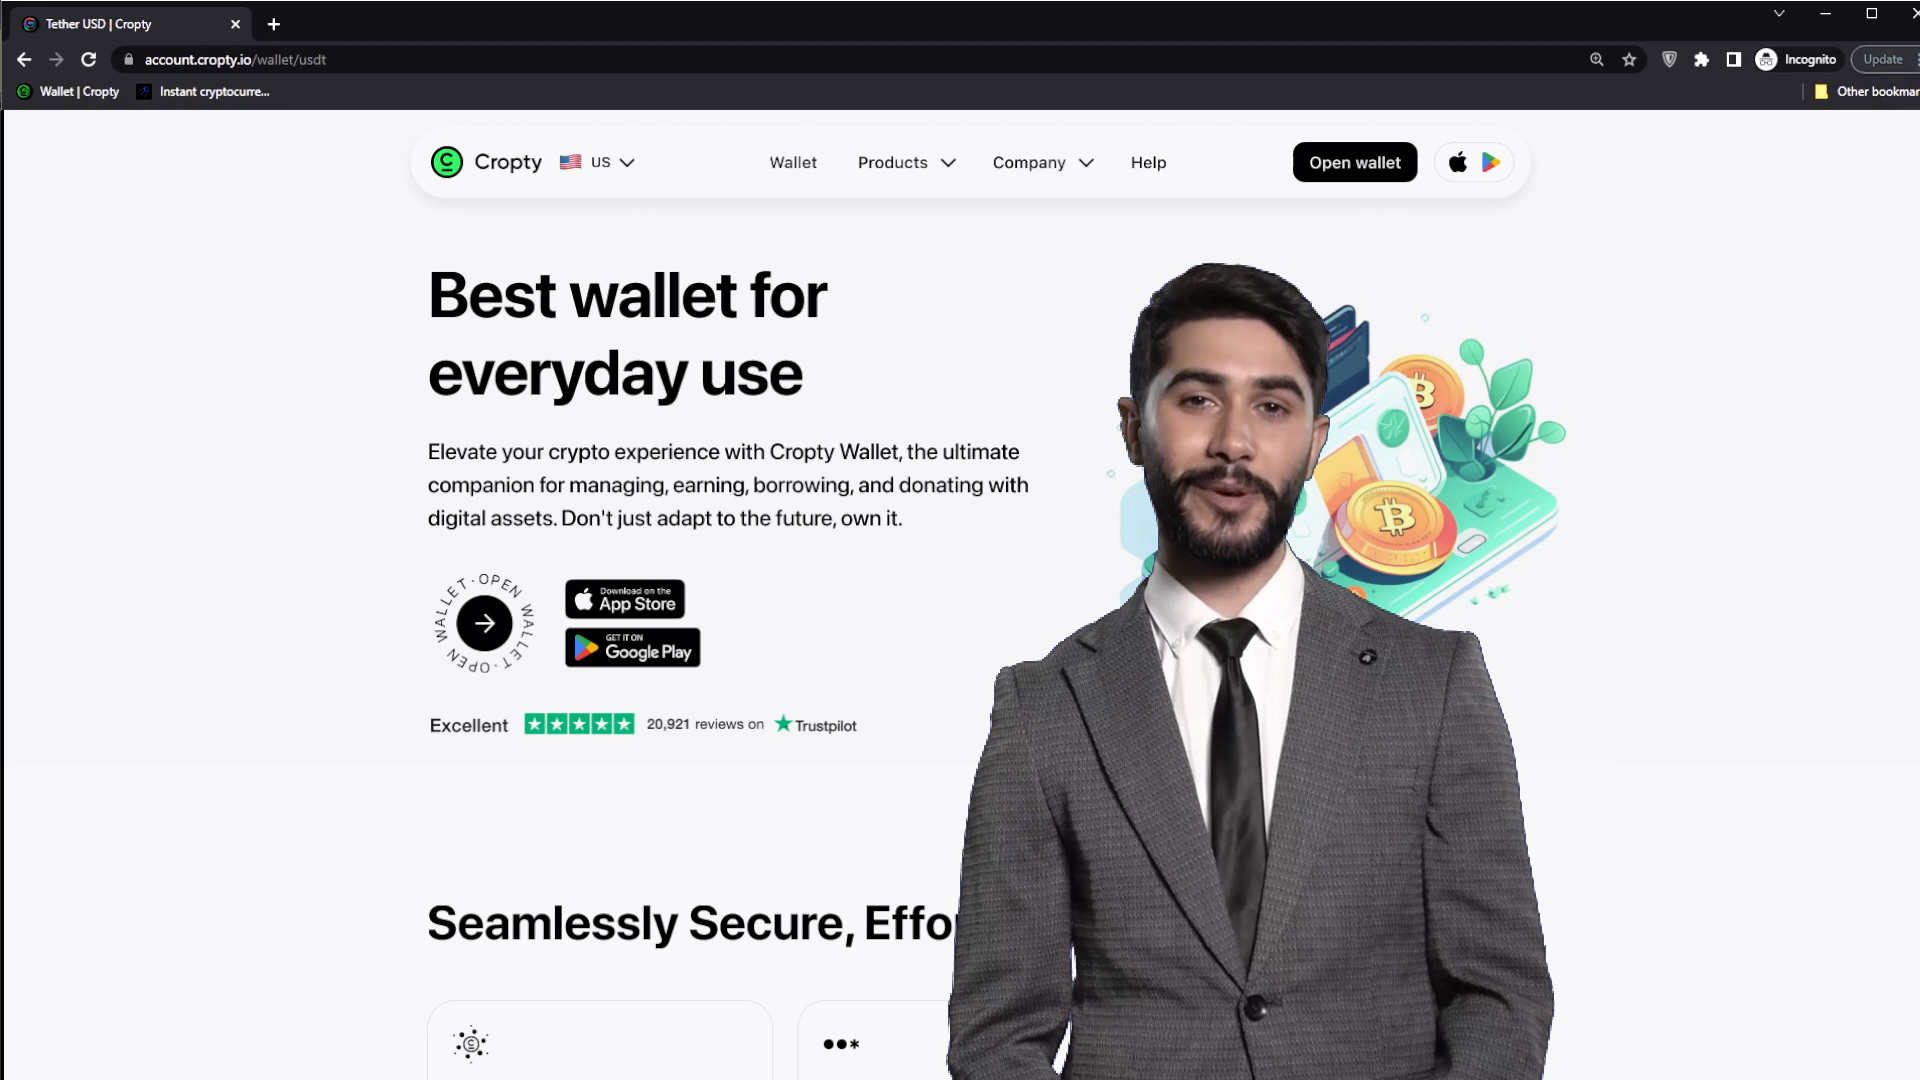 Tether USD | Cropty
account.cropty.io/wallet/usdt
Incognito
Update
Wallet | Cropty
Instant cryptocurre...
Other bookmar
Cropty
US
Wallet
Products
Company
Help
Open wallet
Best wallet for
everyday use
Elevate your crypto experience with Cropty Wallet, the ultimate
companion for managing, earning, borrowing, and donating with
digital assets. Don't just adapt to the future, own it.
WALLET · OPEN WALLET · OPEN
Download on the
App Store
GET IT ON
Google Play
Excellent
20,921 reviews on
Trustpilot
Seamlessly Secure, Effo